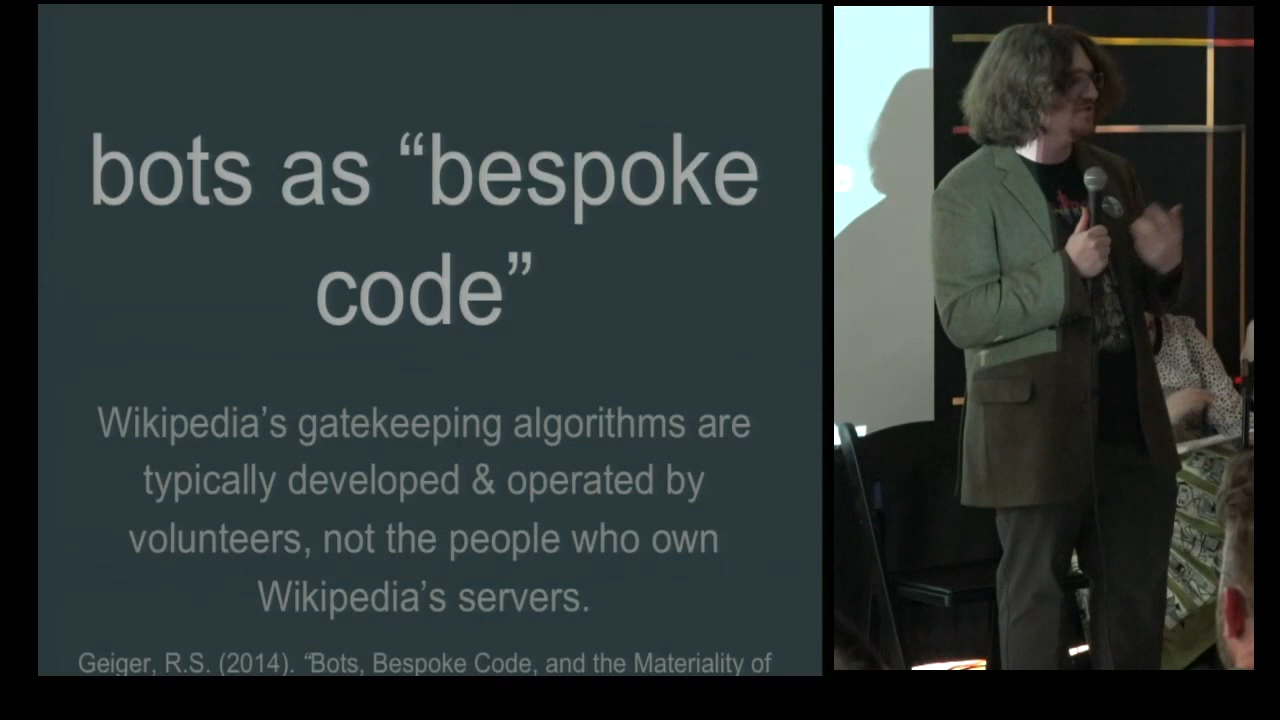 bots as “bespoke
code”
Wikipedia’s gatekeeping algorithms are
typically developed & operated by
volunteers, not the people who own
Wikipedia’s servers.
Geiger, R.S. (2014). “Bots, Bespoke Code, and the Materiality of